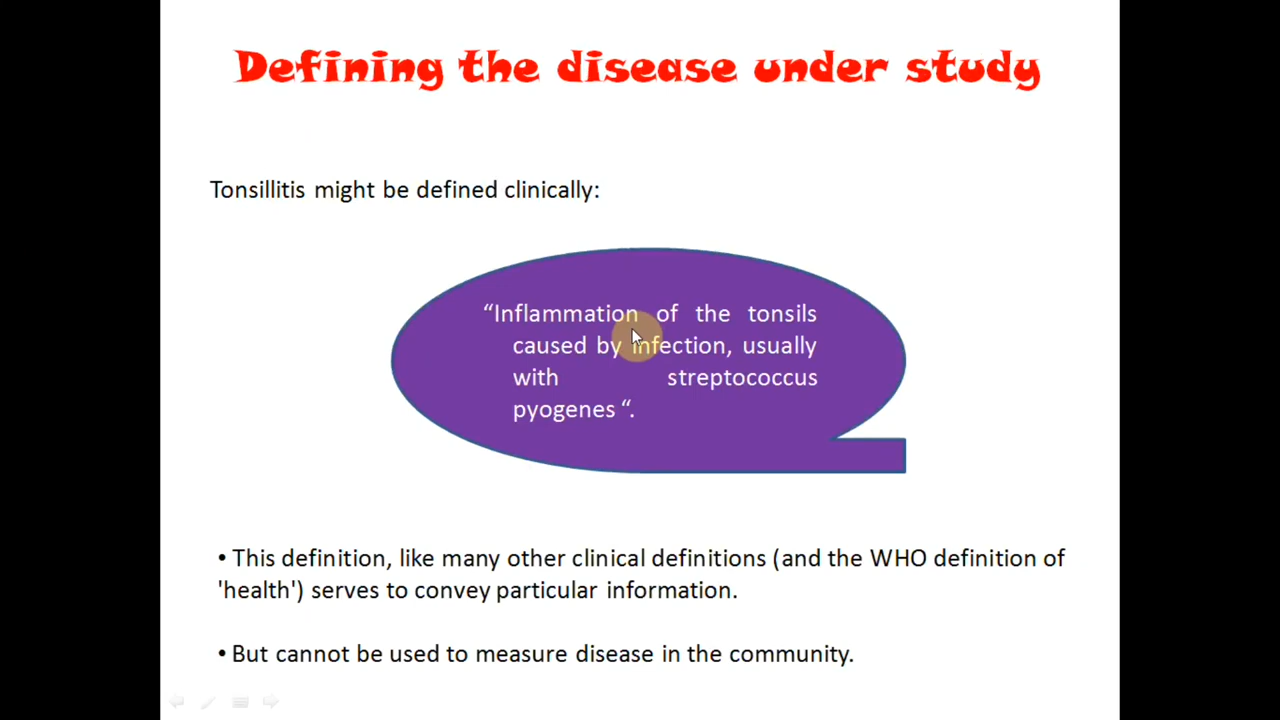 Defining the disease under study
Tonsillitis might be defined clinically:
“Inflammation of the tonsils
caused by infection, usually
with streptococcus
pyogenes “.
• This definition, like many other clinical definitions (and the WHO definition of
'health') serves to convey particular information.
• But cannot be used to measure disease in the community.